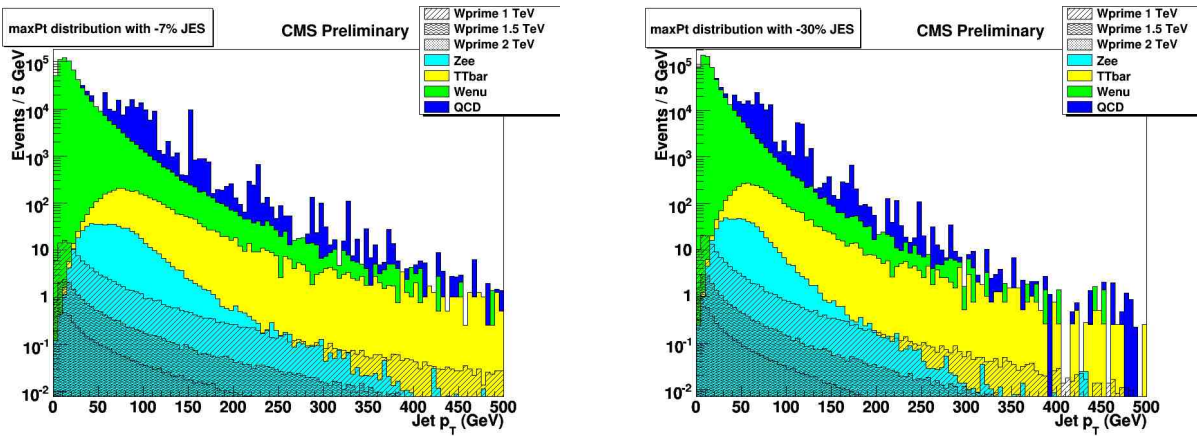 maxPt distribution with -7% JES
CMS Preliminary
Wprime 1 TeV
Wprime 1.5 TeV
Wprime 2 TeV
Zee
TTbar
Wenu
QCD
Events / 5 GeV
10^5
10^4
10^3
10^2
10
1
10^-1
10^-2
0 50 100 150 200 250 300 350 400 450 500
Jet p_T (GeV)
maxPt distribution with -30% JES
CMS Preliminary
Wprime 1 TeV
Wprime 1.5 TeV
Wprime 2 TeV
Zee
TTbar
Wenu
QCD
Events / 5 GeV
10^5
10^4
10^3
10^2
10
1
10^-1
10^-2
0 50 100 150 200 250 300 350 400 450 500
Jet p_T (GeV)